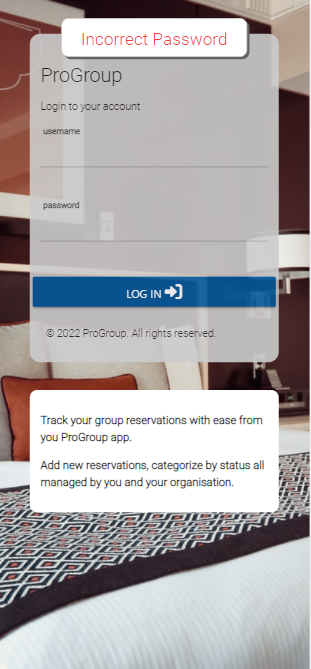 Incorrect Password
ProGroup
Login to your account
username
password
LOG IN
© 2022 ProGroup. All rights reserved.
Track your group reservations with ease from
you ProGroup app.
Add new reservations, categorize by status all
managed by you and your organisation.